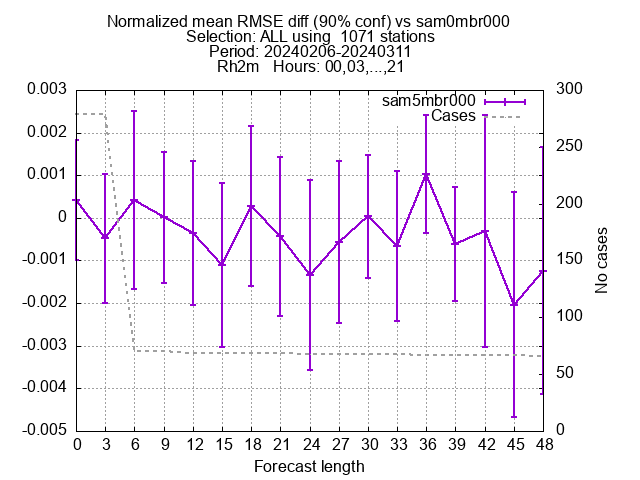 Normalized mean RMSE diff (90% conf) vs sam0mbr000
Selection: ALL using  1071 stations
Period: 20240206-20240311
Rh2m   Hours: 00,03,...,21
sam5mbr000
Cases
0.003
0.002
0.001
0
-0.001
-0.002
-0.003
-0.004
-0.005
300
250
200
150
100
50
0
No cases
0 3 6 9 12 15 18 21 24 27 30 33 36 39 42 45 48
Forecast length